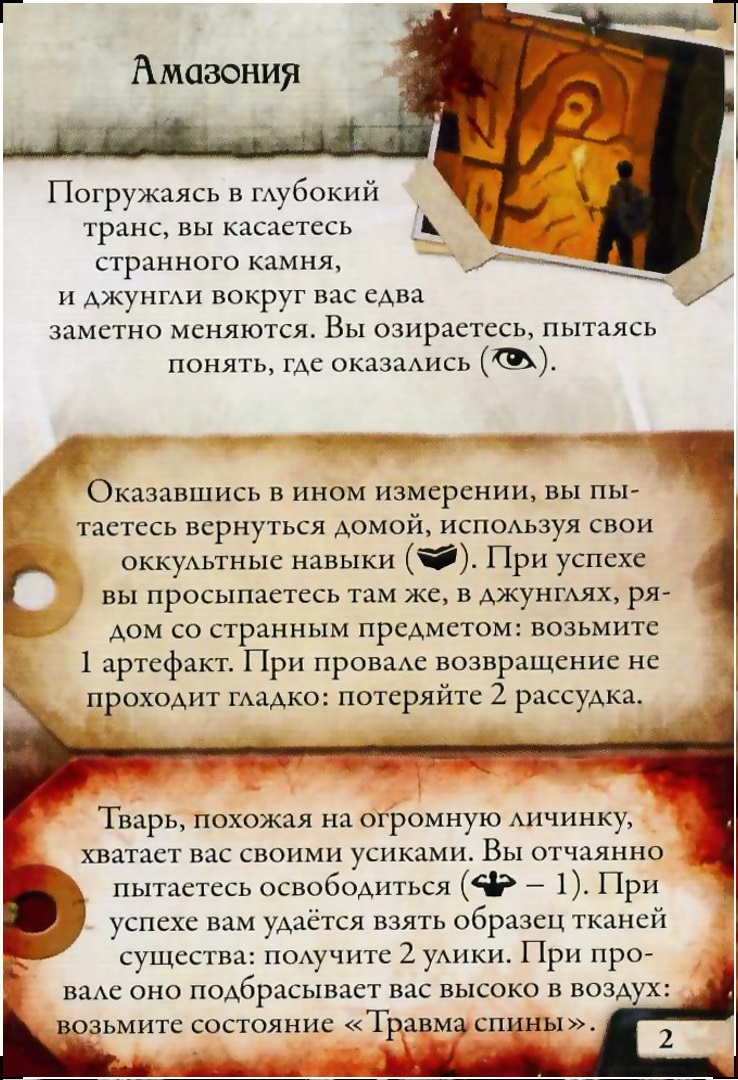 Амазония
Погружаясь в глубокий
транс, вы касаетесь
странного камня,
и джунгли вокруг вас едва
заметно меняются. Вы озираетесь, пытаясь
понять, где оказались ( ).
Оказавшись в ином измерении, вы пы-
таетесь вернуться домой, используя свои
оккультные навыки ( ). При успехе
вы просыпаетесь там же, в джунглях, ря-
дом со странным предметом: возьмите
1 артефакт. При провале возвращение не
проходит гладко: потеряйте 2 рассудка.
Тварь, похожая на огромную личинку,
хватает вас своими усиками. Вы отчаянно
пытаетесь освободиться ( – 1). При
успехе вам удаётся взять образец тканей
существа: получите 2 улики. При про-
вале оно подбрасывает вас высоко в воздух:
возьмите состояние «Травма спины».
2